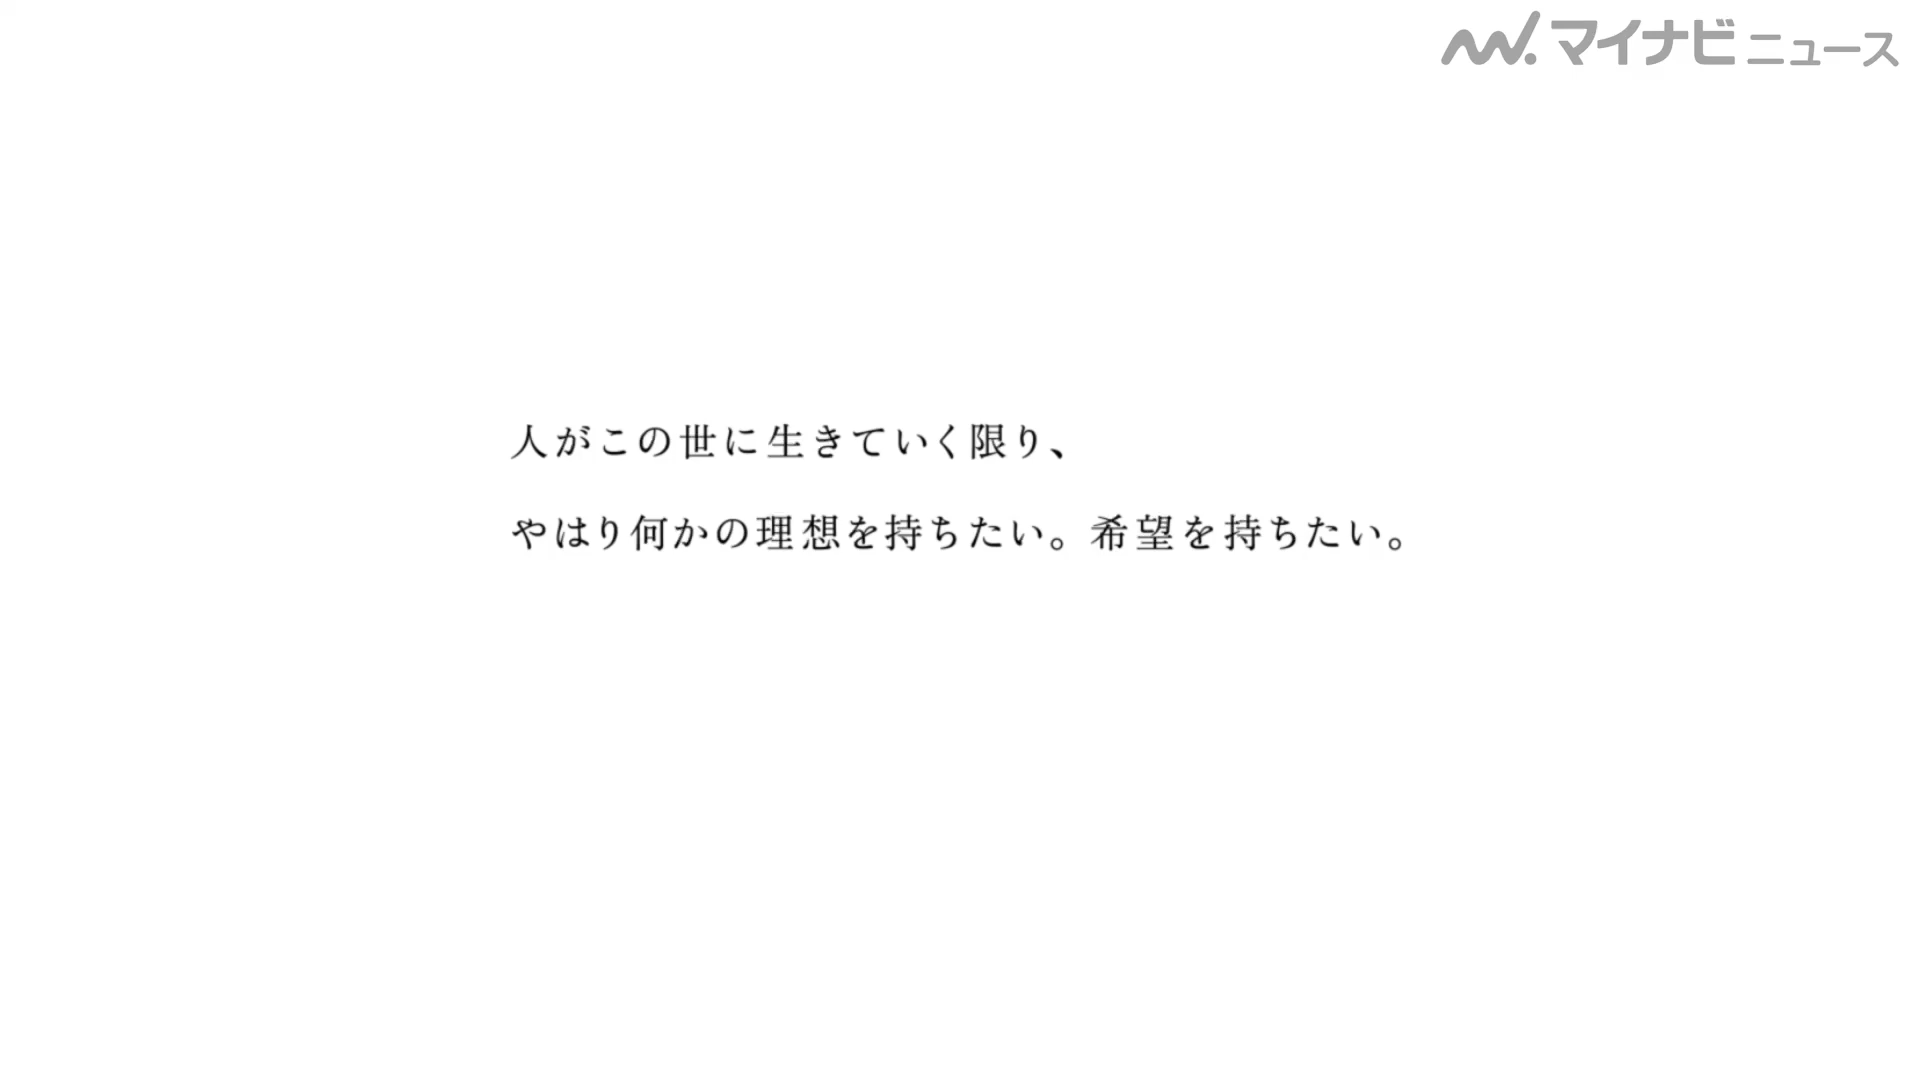 マイナビニュース
人がこの世に生きていく限り、
やはり何かの理想を持ちたい。希望を持ちたい。